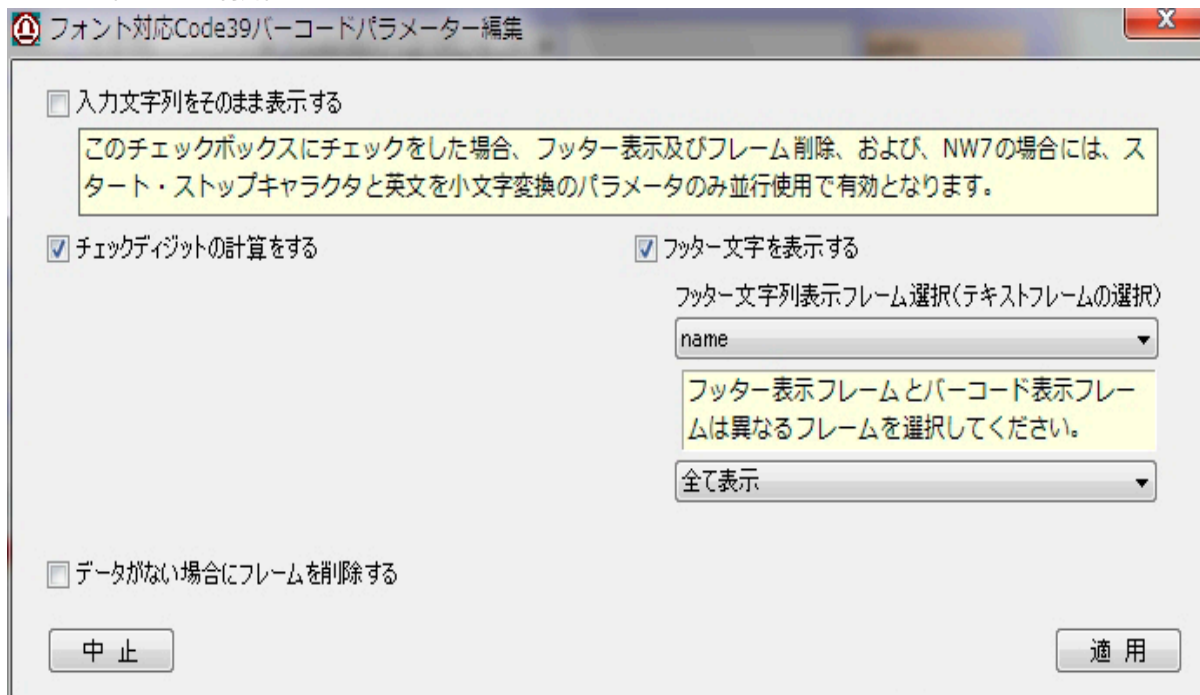 フォント対応Code39バーコードパラメーター編集
入力文字列をそのまま表示する
このチェックボックスにチェックをした場合、フッター表示及びフレーム削除、および、NW7の場合には、ス
タート・ストップキャラクタと英文を小文字変換のパラメータのみ並行使用で有効となります。
チェックディジットの計算をする
フッター文字を表示する
フッター文字列表示フレーム選択(テキストフレームの選択)
name
フッター表示フレームとバーコード表示フレー
ムは異なるフレームを選択してください。
全て表示
データがない場合にフレームを削除する
中止
適用